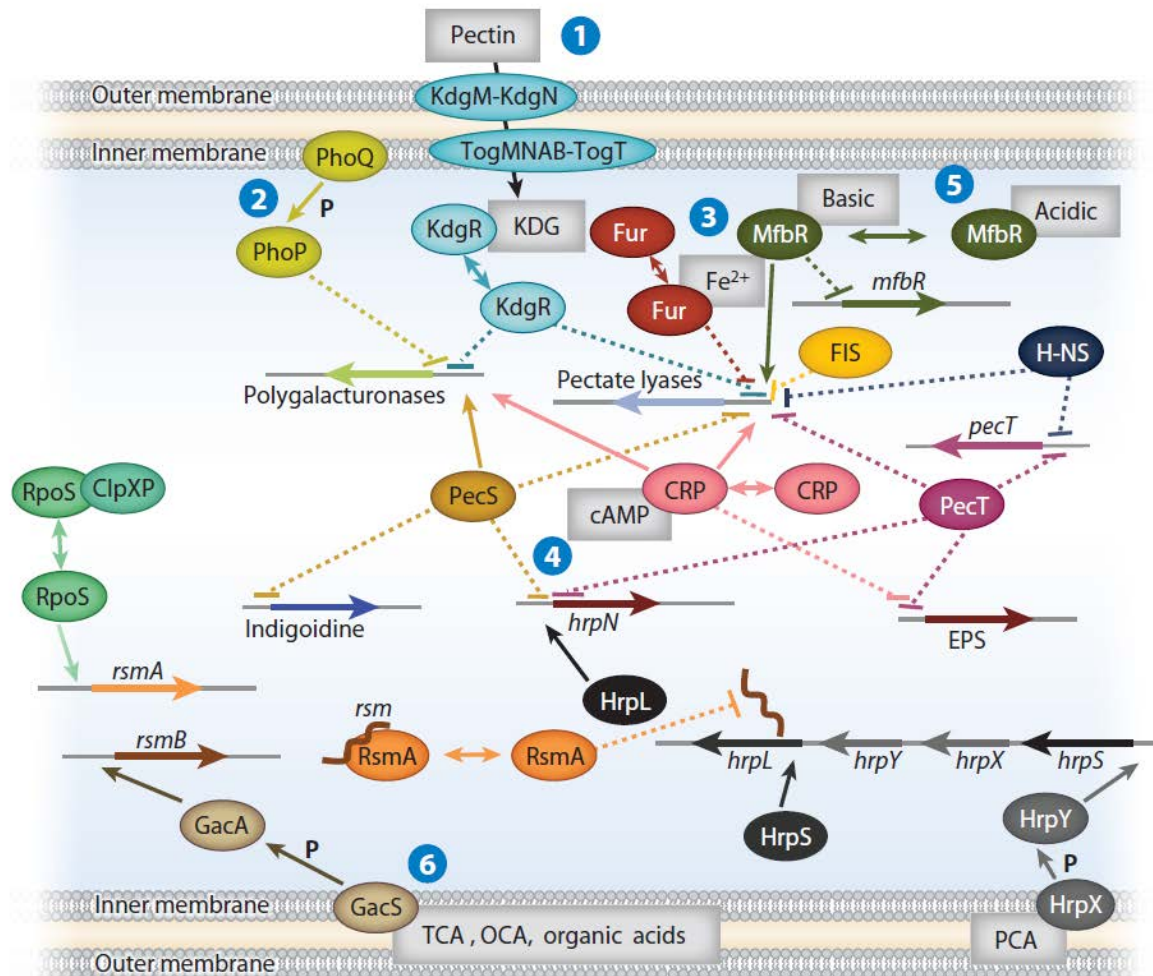 Pectin
1
Outer membrane
KdgM-KdgN
Inner membrane
PhoQ
TogMNAB-TogT
2
P
PhoP
KdgR
KDG
KdgR
Fur
3
Fe2+
Fur
Basic
MfbR
5
Acidic
MfbR
mfbR
FIS
H-NS
Polygalacturonases
Pectate lyases
pecT
RpoS
ClpXP
PecS
cAMP
CRP
CRP
PecT
4
RpoS
Indigoidine
hrpN
EPS
rsmA
HrpL
rsm
rsmB
RsmA
RsmA
hrpL
hrpY
hrpX
hrpS
GacA
HrpS
HrpY
P
6
P
Inner membrane
GacS
HrpX
TCA , OCA, organic acids
PCA
Outer membrane